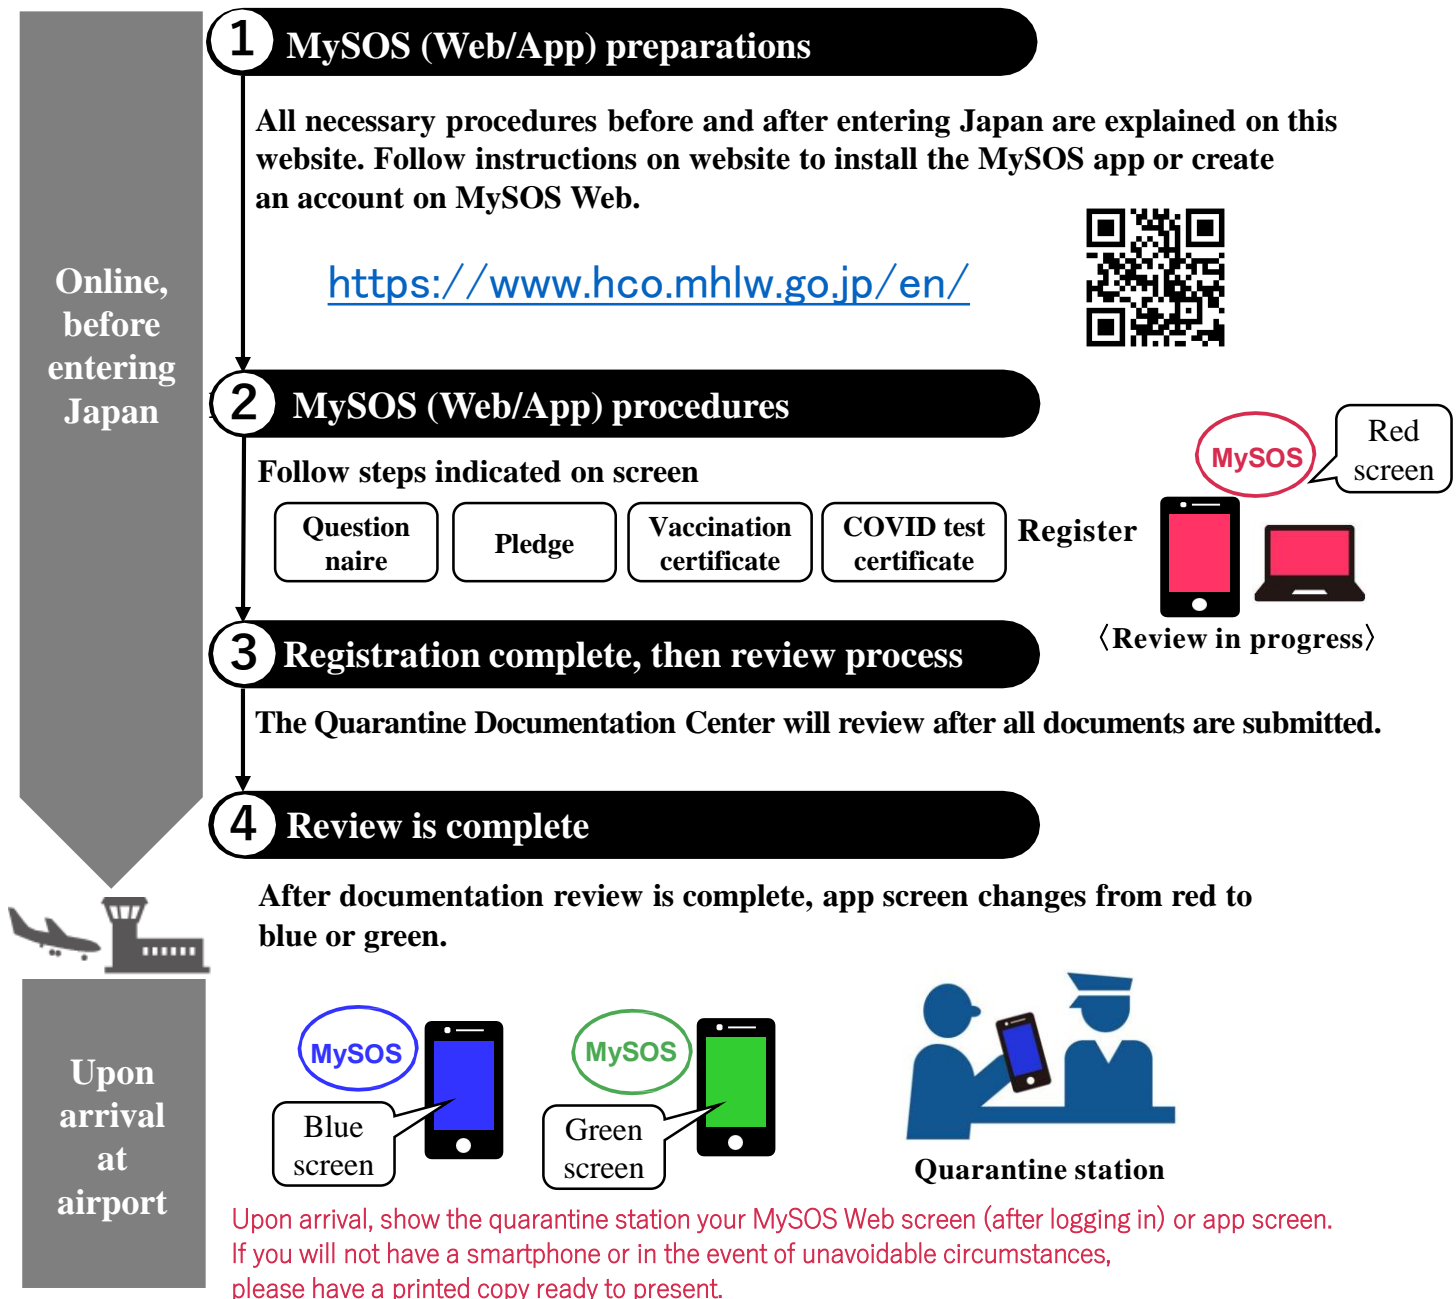 1 MySOS (Web/App) preparations
All necessary procedures before and after entering Japan are explained on this
website. Follow instructions on website to install the MySOS app or create
an account on MySOS Web.
https://www.hco.mhlw.go.jp/en/
Online,
before
entering
Japan
2 MySOS (Web/App) procedures
Follow steps indicated on screen
Question
naire
Pledge
Vaccination
certificate
COVID test
certificate
Register
MySOS
Red
screen
〈Review in progress〉
3 Registration complete, then review process
The Quarantine Documentation Center will review after all documents are submitted.
4 Review is complete
After documentation review is complete, app screen changes from red to
blue or green.
Upon
arrival
at
airport
MySOS
Blue
screen
MySOS
Green
screen
Quarantine station
Upon arrival, show the quarantine station your MySOS Web screen (after logging in) or app screen.
If you will not have a smartphone or in the event of unavoidable circumstances,
please have a printed copy ready to present.